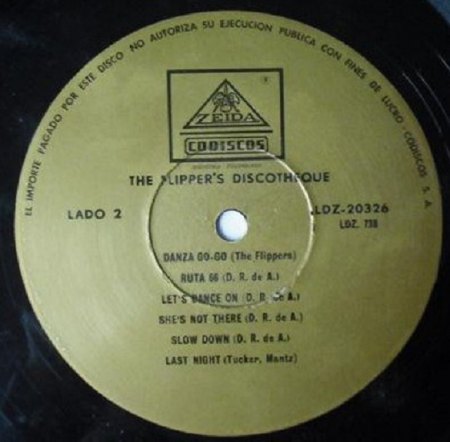 EL IMPORTE PAGADO POR ESTE DISCO NO AUTORIZA SU EJECUCION PUBLICA CON FINES DE LUCRO - CODISCOS S. A.
ZEIDA
CODISCOS
THE FLIPPER'S DISCOTHEQUE
LADO 2
LDZ-20326
LDZ. 738
DANZA GO-GO (The Flippers)
RUTA 66 (D. R. de A.)
LET'S DANCE ON (D. R. de A.)
SHE'S NOT THERE (D. R. de A.)
SLOW DOWN (D. R. de A.)
LAST NIGHT (Tucker, Mantz)